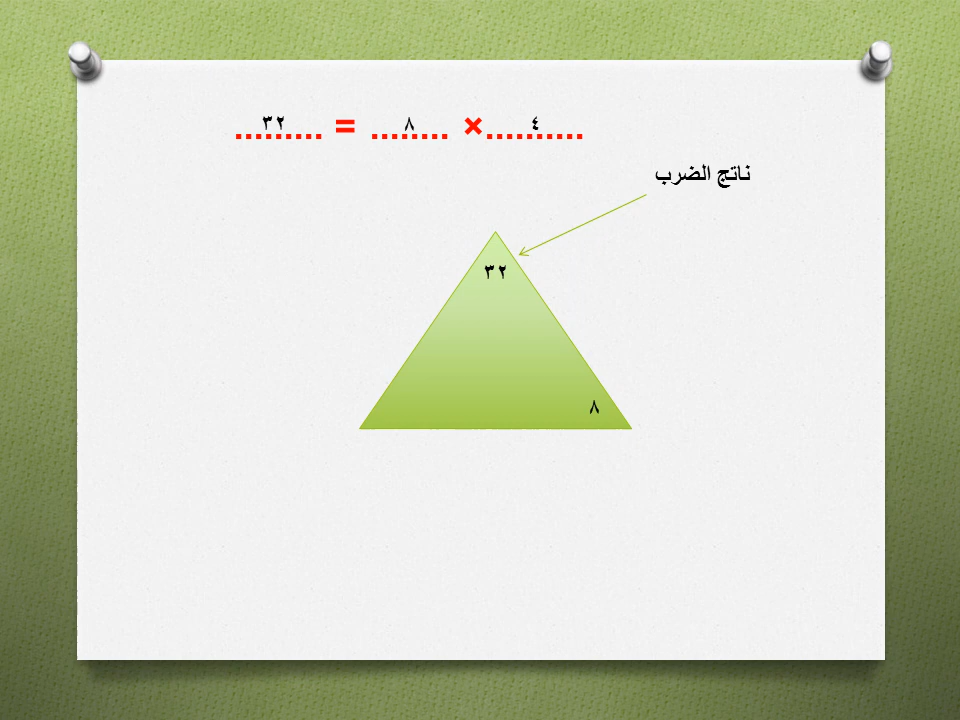 ٤ .......... × ٨ ........ = ٣٢ .........
ناتج الضرب
٣٢
٨